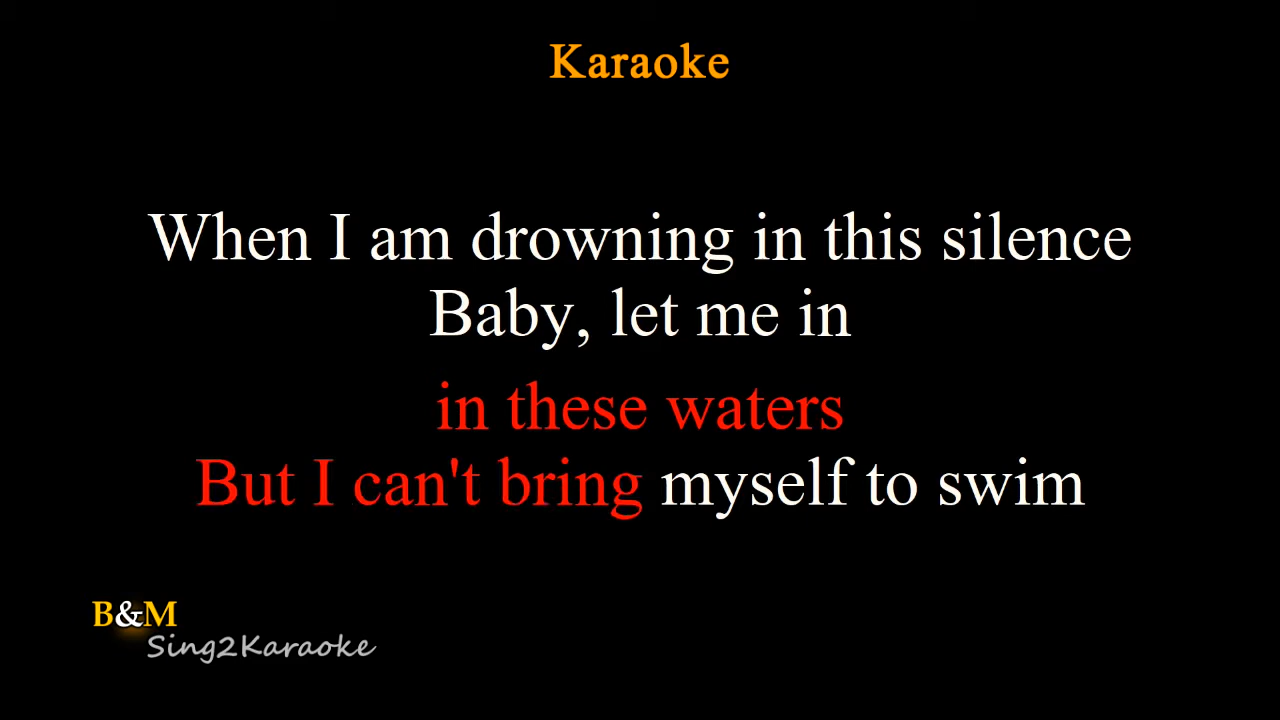 Karaoke
When I am drowning in this silence
Baby, let me in
in these waters
But I can't bring myself to swim
B&M
Sing2Karaoke